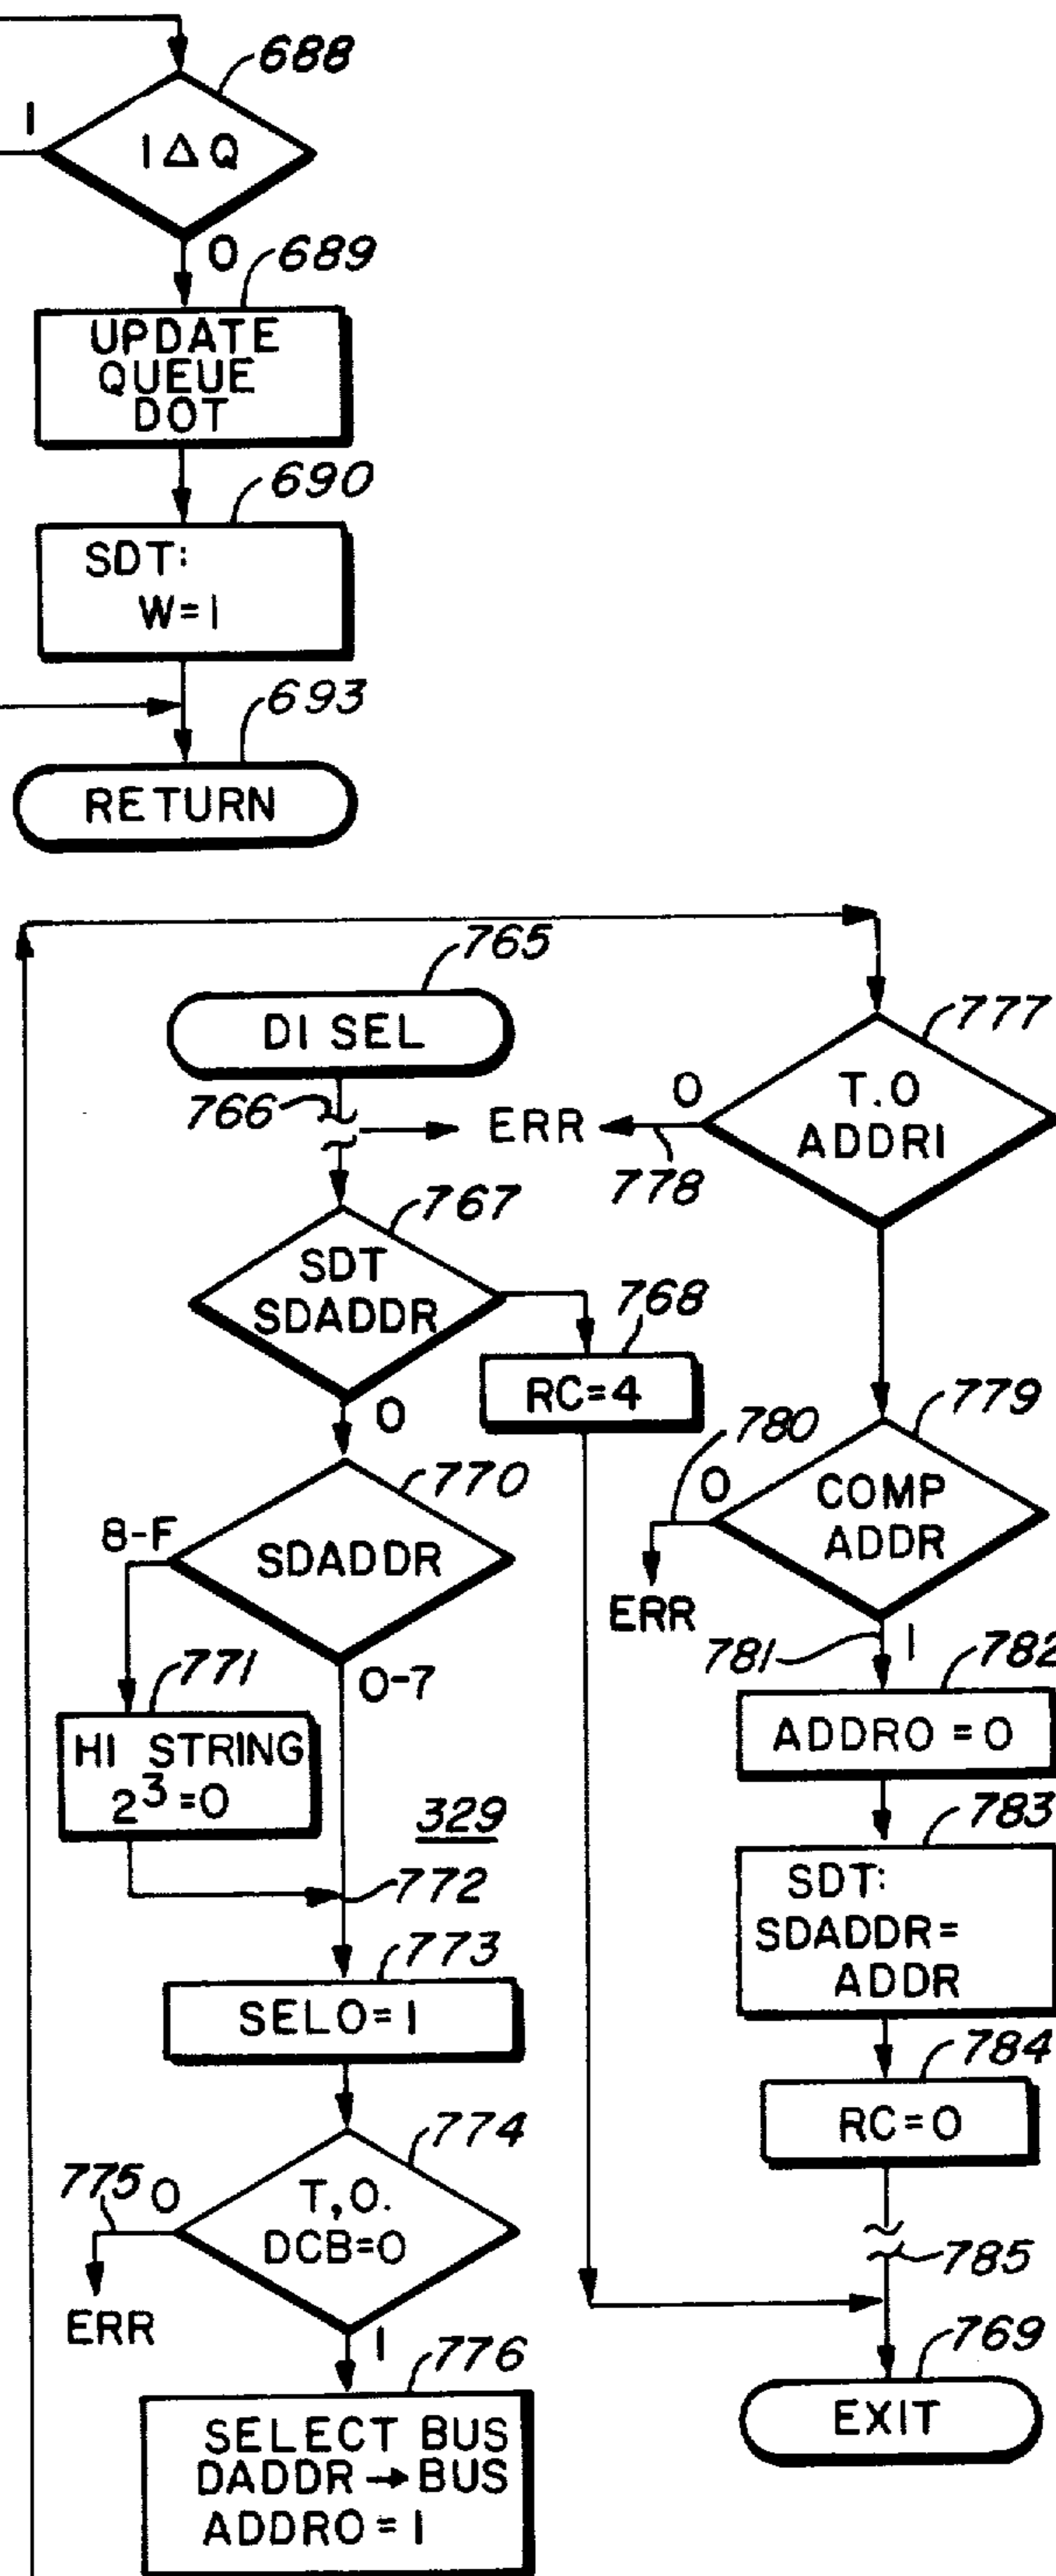 688
1
1 Δ Q
0
689
UPDATE
QUEUE
DOT
690
SDT:
W=1
693
RETURN
765
DI SEL
766
ERR
767
SDT
SDADDR
768
RC=4
0
770
8-F
SDADDR
771
0-7
HI STRING
2³=0
329
772
773
SELO=1
774
775
0
T,O.
DCB=0
ERR
1
776
SELECT BUS
DADDR → BUS
ADDRO = 1
777
0
T.O
ADDRI
778
779
780
0
COMP
ADDR
ERR
781
1
782
ADDRO = 0
783
SDT:
SDADDR=
ADDR
784
RC=0
785
769
EXIT